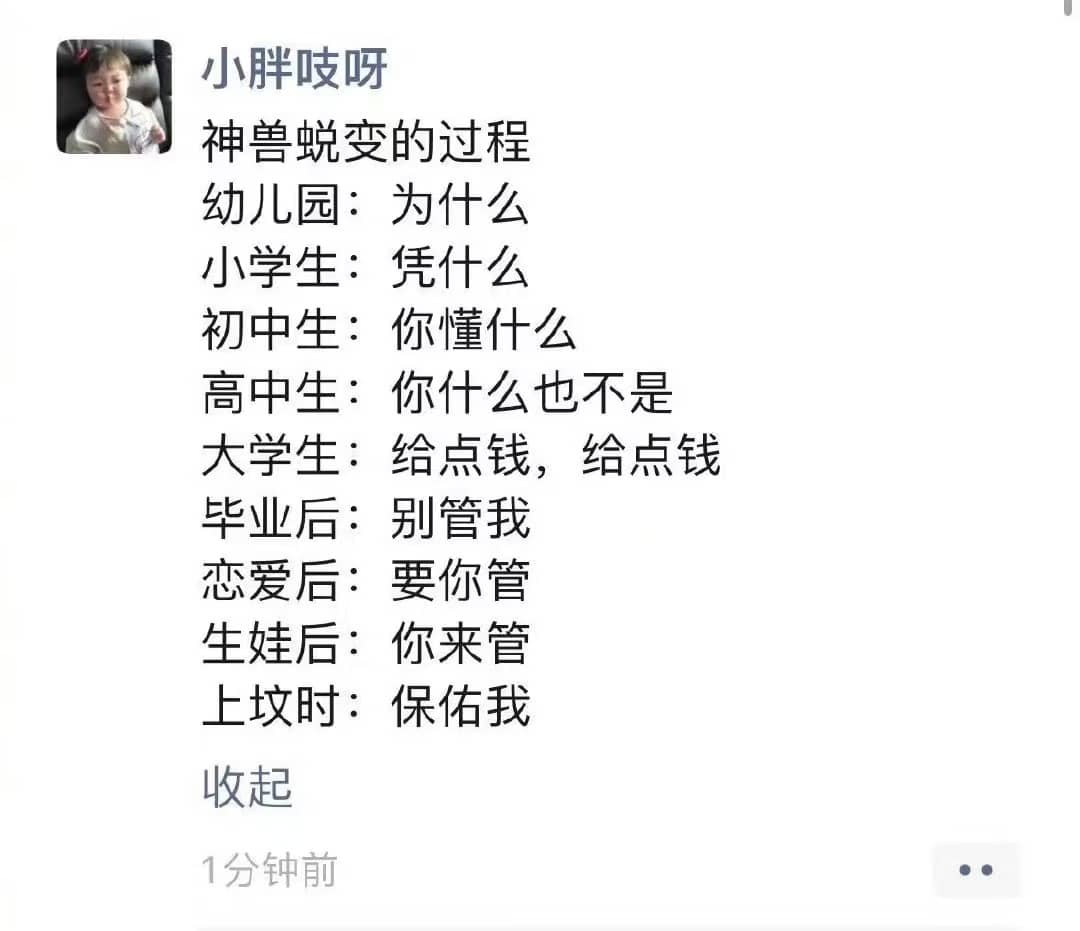 小胖吱呀
神兽蜕变的过程
幼儿园：为什么
小学生：凭什么
初中生：你懂什么
高中生：你什么也不是
大学生：给点钱，给点钱
毕业后：别管我
恋爱后：要你管
生娃后：你来管
上坟时：保佑我
收起
1分钟前